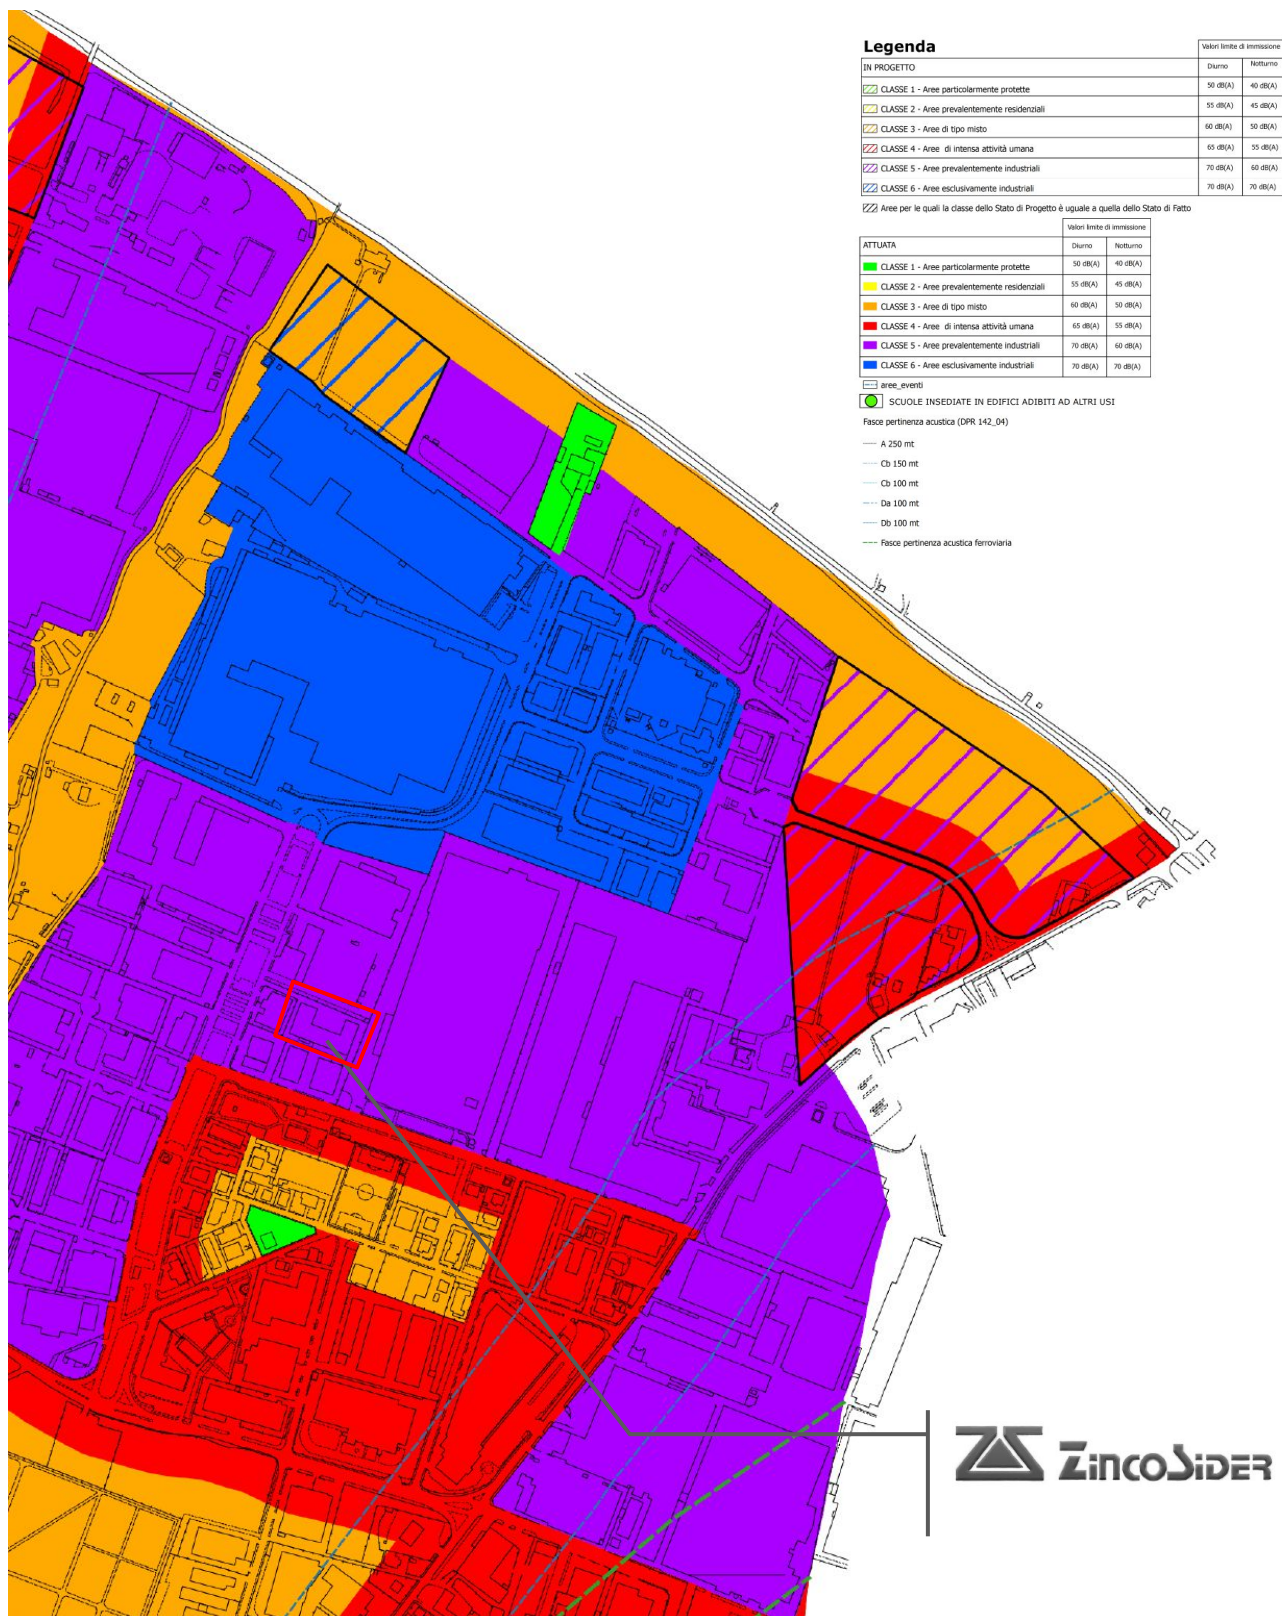 Legenda
Valori limite di immissione
IN PROGETTO
Diurno
Notturno
CLASSE 1 - Aree particolarmente protette
50 dB(A)
40 dB(A)
CLASSE 2 - Aree prevalentemente residenziali
55 dB(A)
45 dB(A)
CLASSE 3 - Aree di tipo misto
60 dB(A)
50 dB(A)
CLASSE 4 - Aree di intensa attività umana
65 dB(A)
55 dB(A)
CLASSE 5 - Aree prevalentemente industriali
70 dB(A)
60 dB(A)
CLASSE 6 - Aree esclusivamente industriali
70 dB(A)
70 dB(A)
Aree per le quali la classe dello Stato di Progetto è uguale a quella dello Stato di Fatto
Valori limite di immissione
ATTUATA
Diurno
Notturno
CLASSE 1 - Aree particolarmente protette
50 dB(A)
40 dB(A)
CLASSE 2 - Aree prevalentemente residenziali
55 dB(A)
45 dB(A)
CLASSE 3 - Aree di tipo misto
60 dB(A)
50 dB(A)
CLASSE 4 - Aree di intensa attività umana
65 dB(A)
55 dB(A)
CLASSE 5 - Aree prevalentemente industriali
70 dB(A)
60 dB(A)
CLASSE 6 - Aree esclusivamente industriali
70 dB(A)
70 dB(A)
aree_eventi
SCUOLE INSEDIATE IN EDIFICI ADIBITI AD ALTRI USI
Fasce pertinenza acustica (DPR 142_04)
A 250 mt
Cb 150 mt
Cb 100 mt
Da 100 mt
Db 100 mt
Fasce pertinenza acustica ferroviaria
ZINCOSIDER